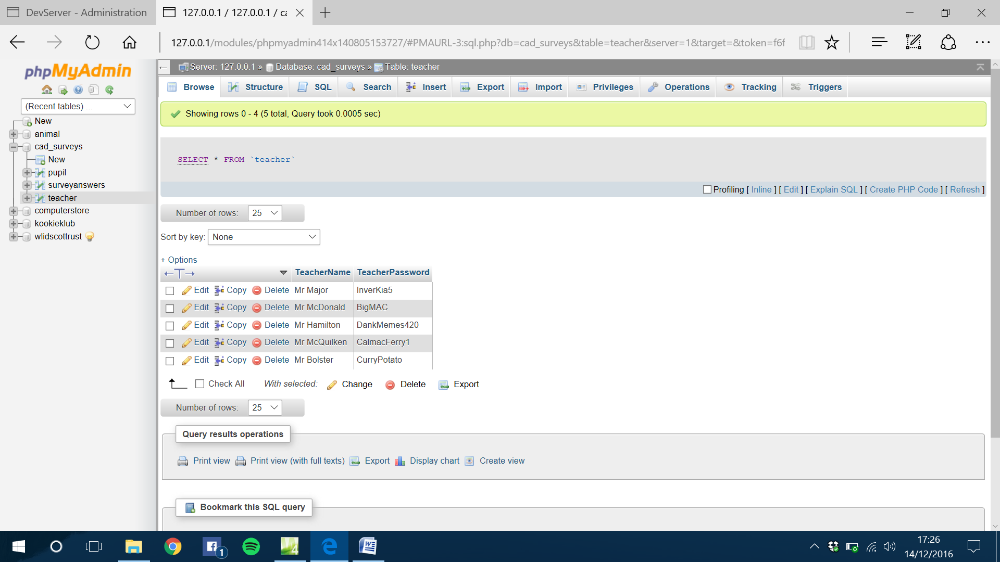 DevServer - Administration
127.0.0.1 / 127.0.0.1 / ca
127.0.0.1/modules/phpmyadmin414x140805153727/#PMAURL-3:sql.php?db=cad_surveys&table=teacher&server=1&target=&token=f6f
phpMyAdmin
(Recent tables) ...
New
animal
cad_surveys
New
pupil
surveyanswers
teacher
computerstore
kookieklub
wlidscottrust
Server: 127.0.0.1 » Database: cad_surveys » Table: teacher
Browse Structure SQL Search Insert Export Import Privileges Operations Tracking Triggers
Showing rows 0 - 4 (5 total, Query took 0.0005 sec)
SELECT * FROM `teacher`
Profiling [ Inline ] [ Edit ] [ Explain SQL ] [ Create PHP Code ] [ Refresh ]
Number of rows: 25
Sort by key: None
+ Options
←T→ TeacherName TeacherPassword
Edit Copy Delete Mr Major InverKia5
Edit Copy Delete Mr McDonald BigMAC
Edit Copy Delete Mr Hamilton DankMemes420
Edit Copy Delete Mr McQuilken CalmacFerry1
Edit Copy Delete Mr Bolster CurryPotato
Check All With selected: Change Delete Export
Number of rows: 25
Query results operations
Print view Print view (with full texts) Export Display chart Create view
Bookmark this SQL query
1
4
W
17:26
14/12/2016